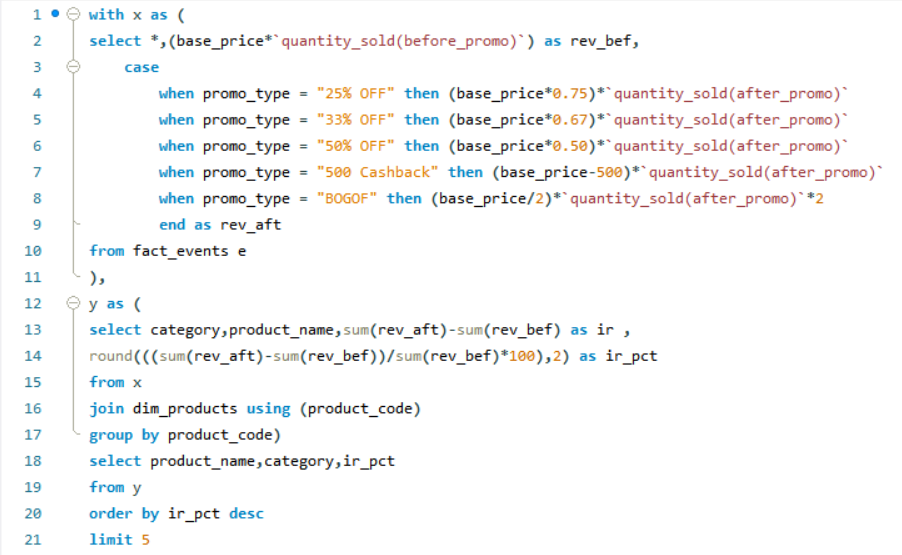 1 with x as (
2 select *,(base_price*`quantity_sold(before_promo)`) as rev_bef,
3 case
4 when promo_type = "25% OFF" then (base_price*0.75)*`quantity_sold(after_promo)`
5 when promo_type = "33% OFF" then (base_price*0.67)*`quantity_sold(after_promo)`
6 when promo_type = "50% OFF" then (base_price*0.50)*`quantity_sold(after_promo)`
7 when promo_type = "500 Cashback" then (base_price-500)*`quantity_sold(after_promo)`
8 when promo_type = "BOGOF" then (base_price/2)*`quantity_sold(after_promo)`*2
9 end as rev_aft
10 from fact_events e
11 ),
12 y as (
13 select category,product_name,sum(rev_aft)-sum(rev_bef) as ir ,
14 round(((sum(rev_aft)-sum(rev_bef))/sum(rev_bef)*100),2) as ir_pct
15 from x
16 join dim_products using (product_code)
17 group by product_code)
18 select product_name,category,ir_pct
19 from y
20 order by ir_pct desc
21 limit 5